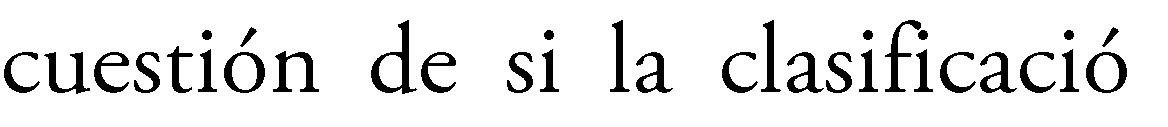 cuestión de si la clasificació